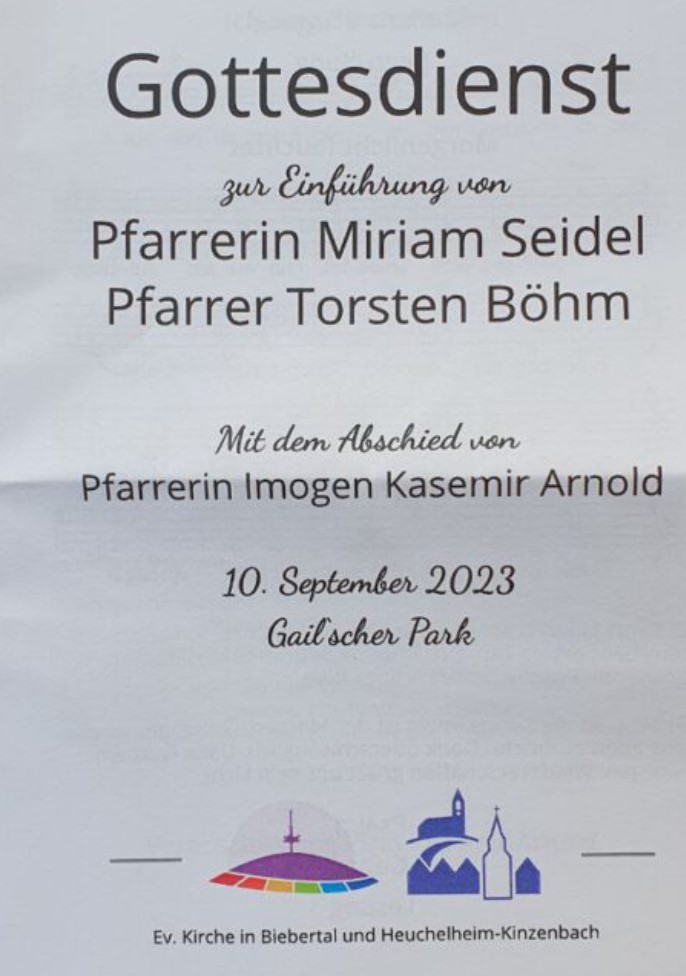 Gottesdienst
zur Einführung von
Pfarrerin Miriam Seidel
Pfarrer Torsten Böhm
Mit dem Abschied von
Pfarrerin Imogen Kasemir Arnold
10. September 2023
Gail'scher Park
Ev. Kirche in Biebertal und Heuchelheim-Kinzenbach